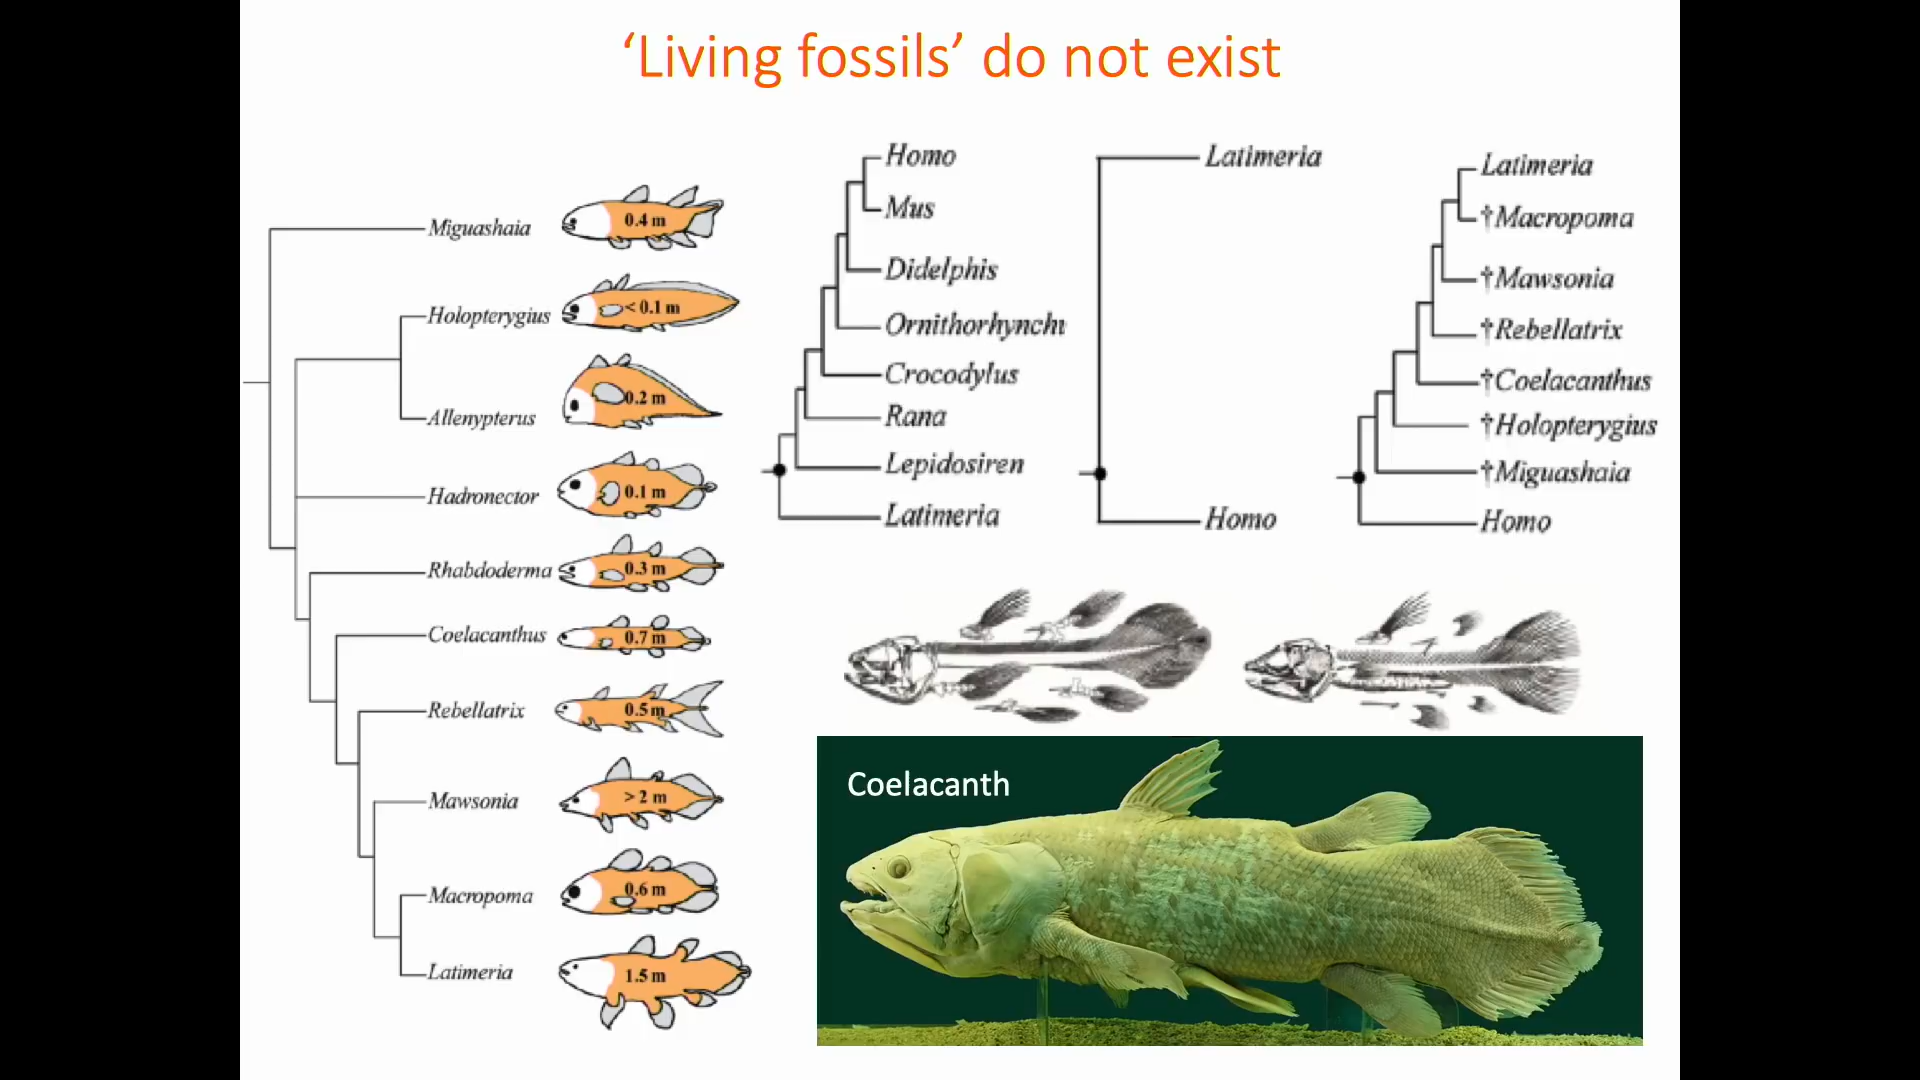 ‘Living fossils’ do not exist
Miguashaia
0.4 m
Holopterygius
< 0.1 m
Allenypterus
0.2 m
Hadronector
0.1 m
Rhabdoderma
0.3 m
Coelacanthus
0.7 m
Rebellatrix
0.5 m
Mawsonia
> 2 m
Macropoma
0.6 m
Latimeria
1.5 m
Homo
Mus
Didelphis
Ornithorhynchu
Crocodylus
Rana
Lepidosiren
Latimeria
Latimeria
Homo
Latimeria
†Macropoma
†Mawsonia
†Rebellatrix
†Coelacanthus
†Holopterygius
†Miguashaia
Homo
Coelacanth